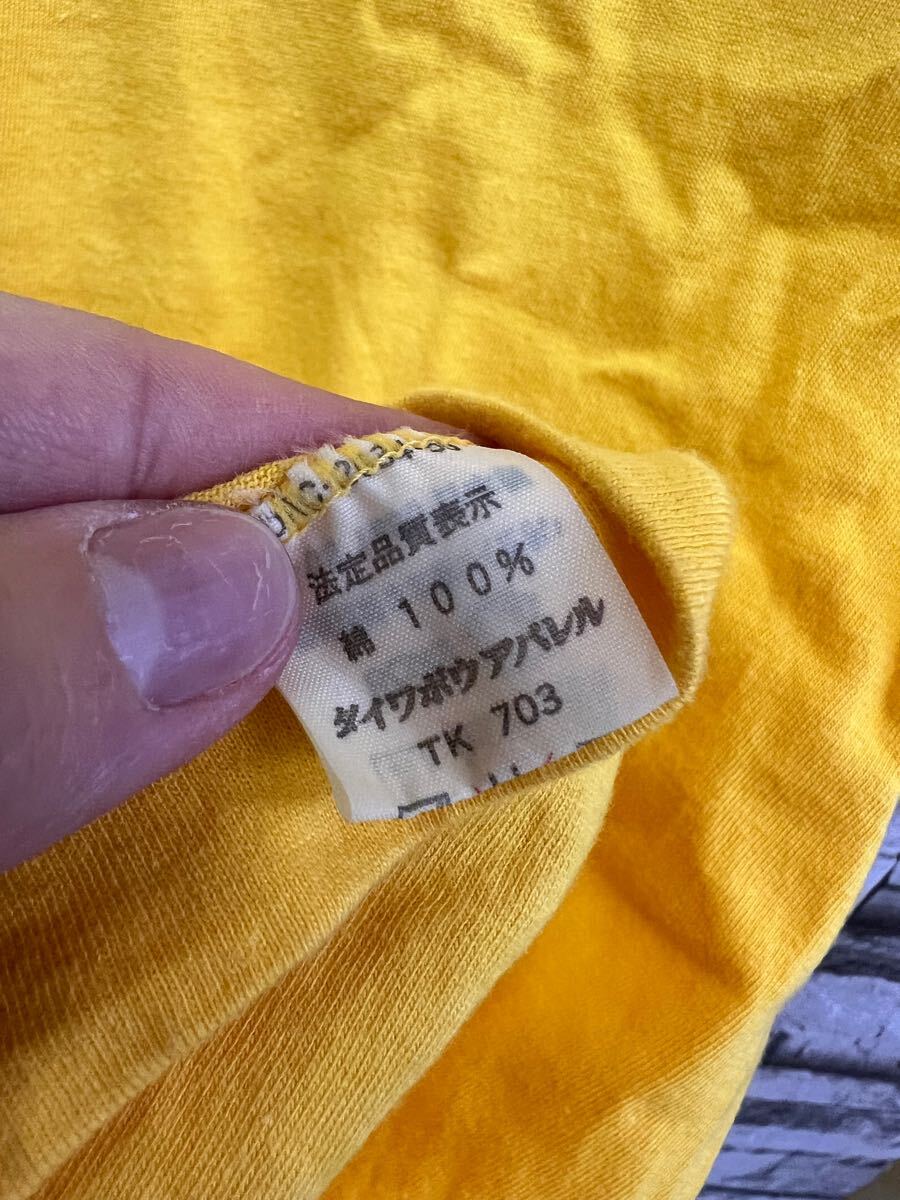 法定品質表示
綿 100%
ダイワボウアパレル
TK 703